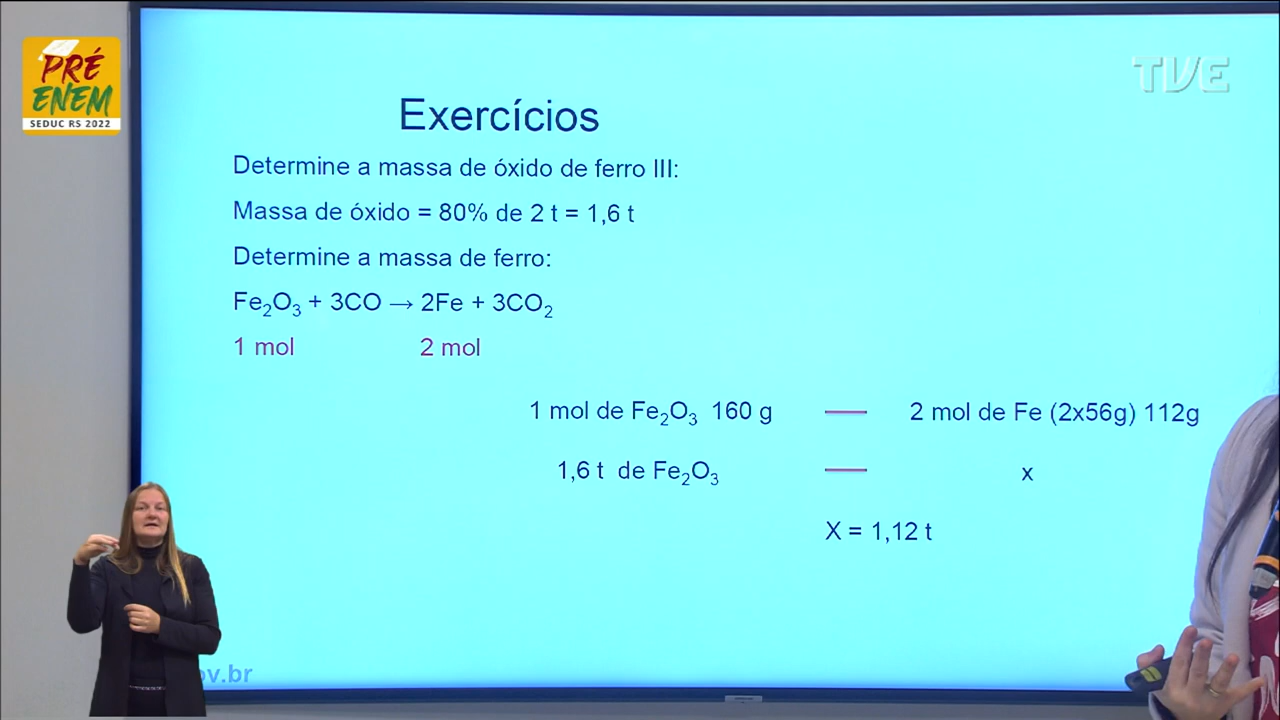 PRÉ
ENEM
SEDUC RS 2022
TVE
Exercícios
Determine a massa de óxido de ferro III:
Massa de óxido = 80% de 2 t = 1,6 t
Determine a massa de ferro:
Fe₂O₃ + 3CO → 2Fe + 3CO₂
1 mol 2 mol
1 mol de Fe₂O₃ 160 g — 2 mol de Fe (2x56g) 112g
1,6 t de Fe₂O₃ — x
X = 1,12 t
ov.br